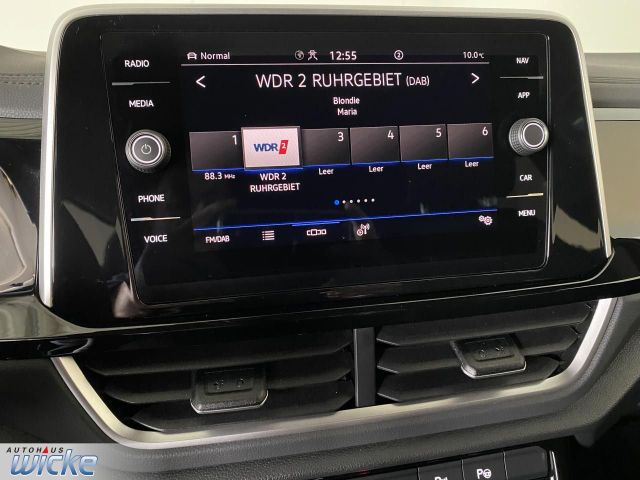 RADIO
MEDIA
PHONE
VOICE
Normal 12:55 2 10.0°C
< WDR 2 RUHRGEBIET (DAB) >
Blondie
Maria
1 WDR 2 3 4 5 6
88.3 MHz WDR 2 RUHRGEBIET Leer Leer Leer Leer
FM/DAB
NAV
APP
CAR
MENU
AUTOHAUS
WICKE